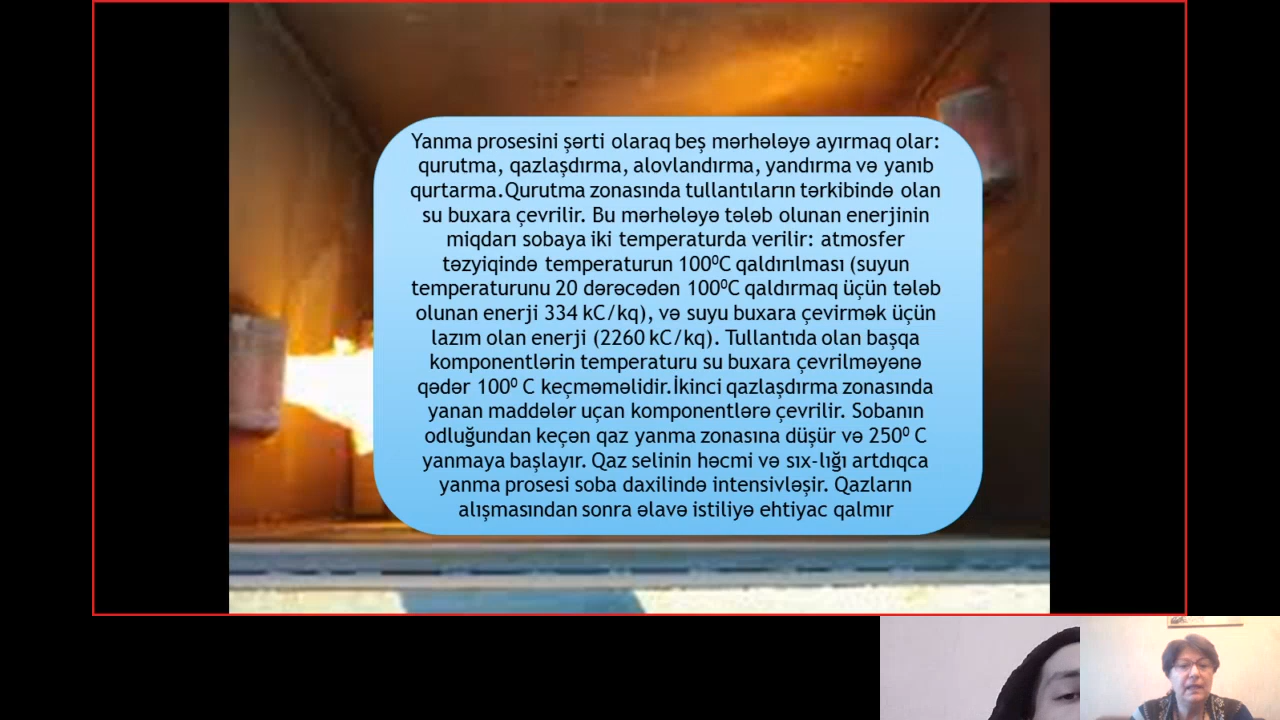 Yanma prosesini şərti olaraq beş mərhələyə ayırmaq olar:
qurutma, qazlaşdırma, alovlandırma, yandırma və yanıb
qurtarma.Qurutma zonasında tullantıların tərkibində olan
su buxara çevrilir. Bu mərhələyə tələb olunan enerjinin
miqdarı sobaya iki temperaturda verilir: atmosfer
təzyiqində temperaturun 100⁰C qaldırılması (suyun
temperaturunu 20 dərəcədən 100⁰C qaldırmaq üçün tələb
olunan enerji 334 kC/kq), və suyu buxara çevirmək üçün
lazım olan enerji (2260 kC/kq). Tullantıda olan başqa
komponentlərin temperaturu su buxara çevrilməyənə
qədər 100⁰ C keçməməlidir.İkinci qazlaşdırma zonasında
yanan maddələr uçan komponentlərə çevrilir. Sobanın
odluğundan keçən qaz yanma zonasına düşür və 250⁰ C
yanmaya başlayır. Qaz selinin həcmi və sıx-lığı artdıqca
yanma prosesi soba daxilində intensivləşir. Qazların
alışmasından sonra əlavə istiliyə ehtiyac qalmır